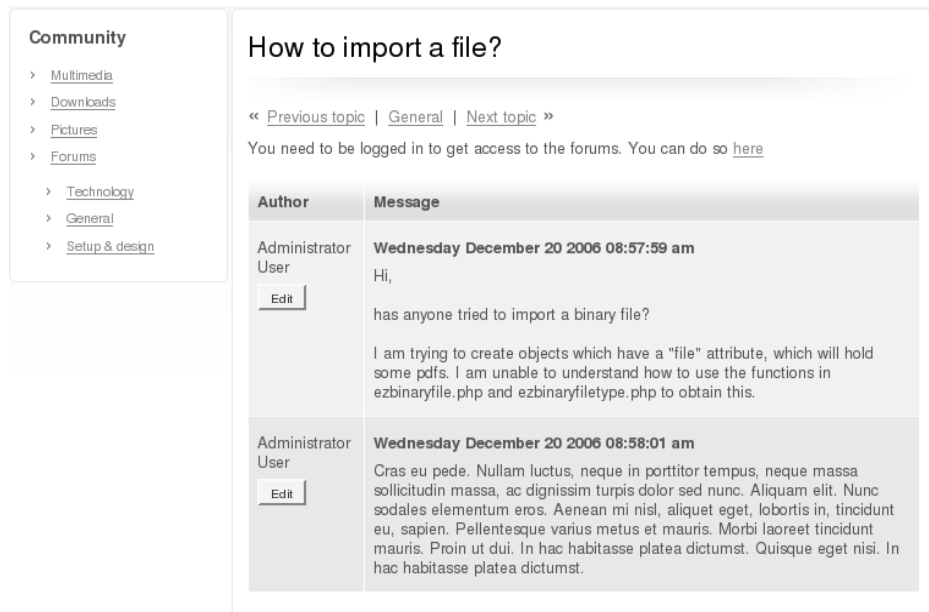 Community
› Multimedia
› Downloads
› Pictures
› Forums
› Technology
› General
› Setup & design
How to import a file?
« Previous topic | General | Next topic »
You need to be logged in to get access to the forums. You can do so here
Author Message
Administrator
User
Edit
Wednesday December 20 2006 08:57:59 am
Hi,
has anyone tried to import a binary file?
I am trying to create objects which have a "file" attribute, which will hold
some pdfs. I am unable to understand how to use the functions in
ezbinaryfile.php and ezbinaryfiletype.php to obtain this.
Administrator
User
Edit
Wednesday December 20 2006 08:58:01 am
Cras eu pede. Nullam luctus, neque in porttitor tempus, neque massa
sollicitudin massa, ac dignissim turpis dolor sed nunc. Aliquam elit. Nunc
sodales elementum eros. Aenean mi nisl, aliquet eget, lobortis in, tincidunt
eu, sapien. Pellentesque varius metus et mauris. Morbi laoreet tincidunt
mauris. Proin ut dui. In hac habitasse platea dictumst. Quisque eget nisi. In
hac habitasse platea dictumst.